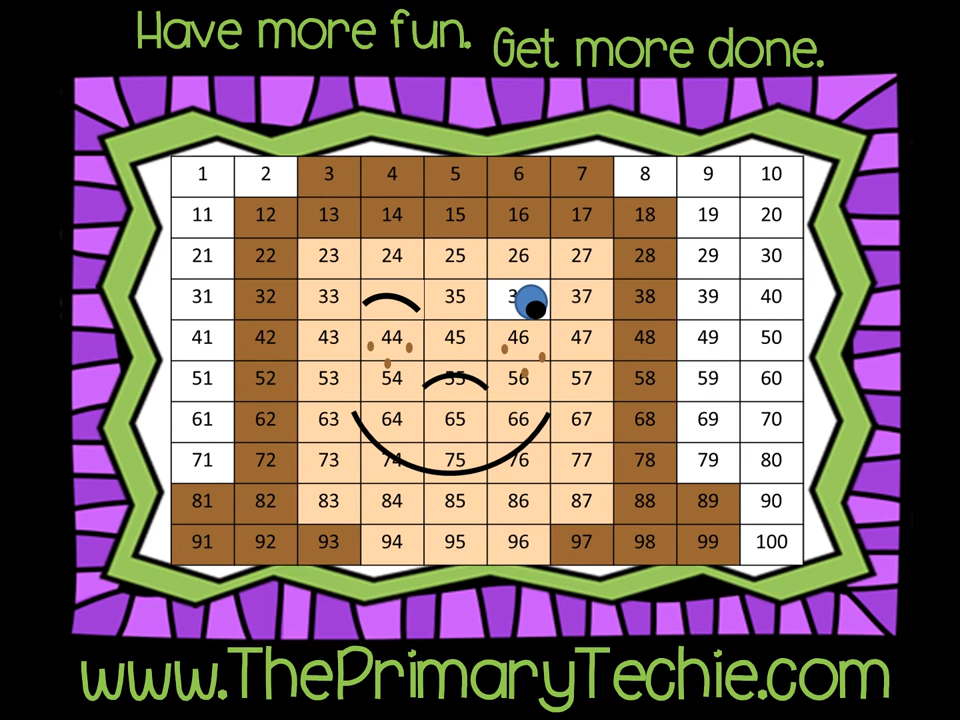 Have more fun. Get more done.
1 2 3 4 5 6 7 8 9 10
11 12 13 14 15 16 17 18 19 20
21 22 23 24 25 26 27 28 29 30
31 32 33 35 37 38 39 40
41 42 43 44 45 46 47 48 49 50
51 52 53 54 55 56 57 58 59 60
61 62 63 64 65 66 67 68 69 70
71 72 73 74 75 76 77 78 79 80
81 82 83 84 85 86 87 88 89 90
91 92 93 94 95 96 97 98 99 100
www.ThePrimaryTechie.com